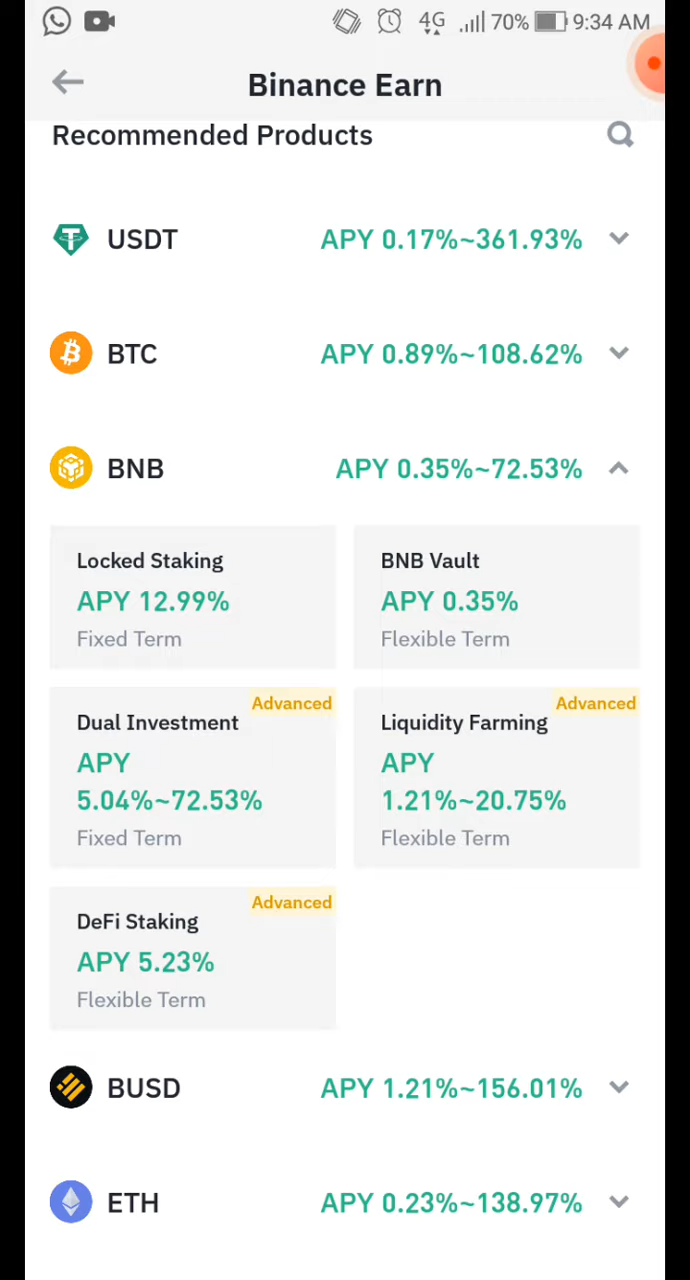 4G 70% 9:34 AM
Binance Earn
Recommended Products
USDT APY 0.17%~361.93%
BTC APY 0.89%~108.62%
BNB APY 0.35%~72.53%
Locked Staking
APY 12.99%
Fixed Term
BNB Vault
APY 0.35%
Flexible Term
Advanced
Dual Investment
APY
5.04%~72.53%
Fixed Term
Advanced
Liquidity Farming
APY
1.21%~20.75%
Flexible Term
Advanced
DeFi Staking
APY 5.23%
Flexible Term
BUSD APY 1.21%~156.01%
ETH APY 0.23%~138.97%